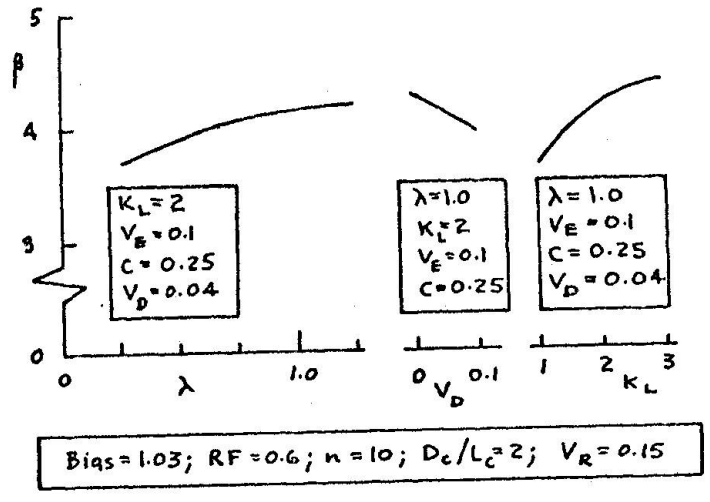 5
β
4
3
0
K_L = 2
V_E = 0.1
C = 0.25
V_D = 0.04
λ = 1.0
K_L = 2
V_E = 0.1
C = 0.25
λ = 1.0
V_E = 0.1
C = 0.25
V_D = 0.04
0 λ 1.0
0 V_D 0.1
1 2 K_L 3
Bias = 1.03; RF = 0.6; n = 10; D_c/L_c = 2; V_R = 0.15